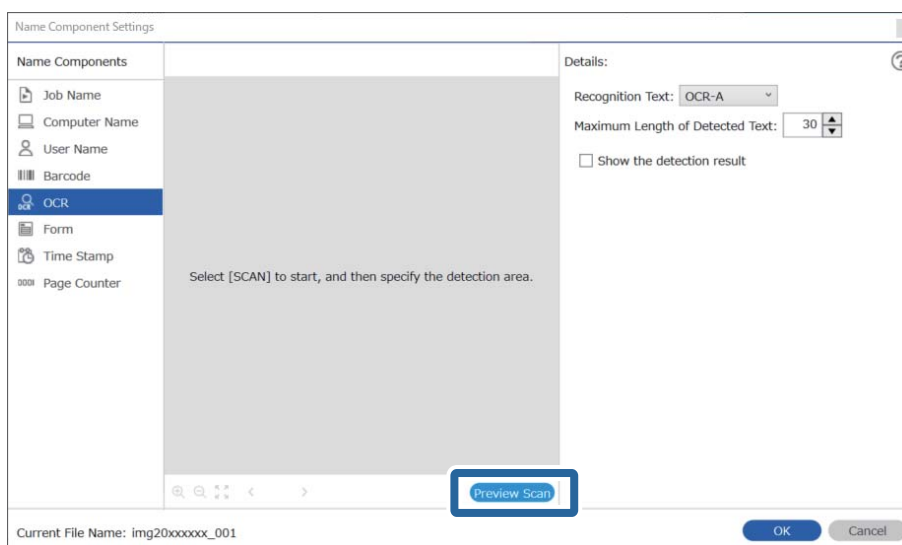 Name Component Settings
Name Components
Job Name
Computer Name
User Name
Barcode
OCR
OCR
Form
Time Stamp
0001 Page Counter
Select [SCAN] to start, and then specify the detection area.
Preview Scan
Details:
?
Recognition Text: OCR-A
Maximum Length of Detected Text: 30
Show the detection result
Current File Name: img20xxxxxx_001
OK
Cancel